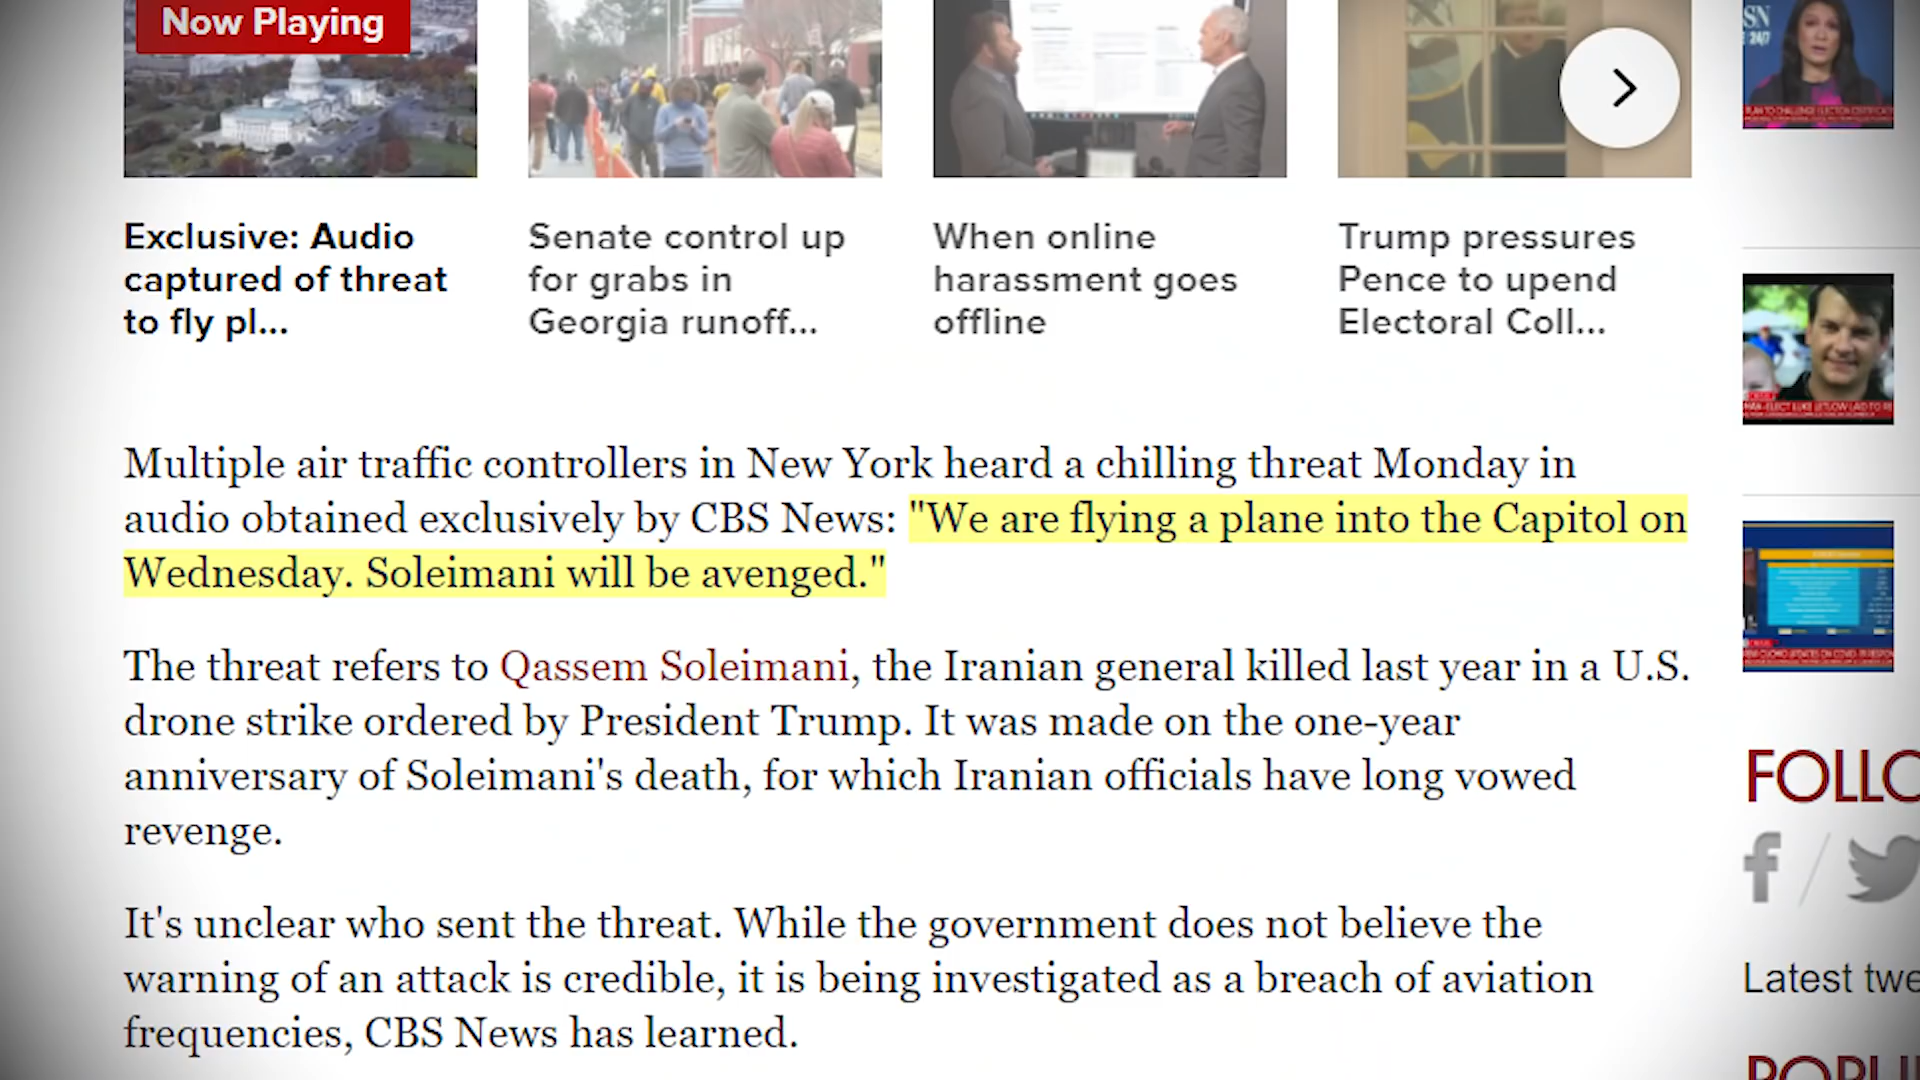 Now Playing
Exclusive: Audio
captured of threat
to fly pl...
Senate control up
for grabs in
Georgia runoff...
When online
harassment goes
offline
Trump pressures
Pence to upend
Electoral Coll...
Multiple air traffic controllers in New York heard a chilling threat Monday in
audio obtained exclusively by CBS News: "We are flying a plane into the Capitol on
Wednesday. Soleimani will be avenged."
The threat refers to Qassem Soleimani, the Iranian general killed last year in a U.S.
drone strike ordered by President Trump. It was made on the one-year
anniversary of Soleimani's death, for which Iranian officials have long vowed
revenge.
It's unclear who sent the threat. While the government does not believe the
warning of an attack is credible, it is being investigated as a breach of aviation
frequencies, CBS News has learned.
SN
24/7
FOLLO
Latest twe